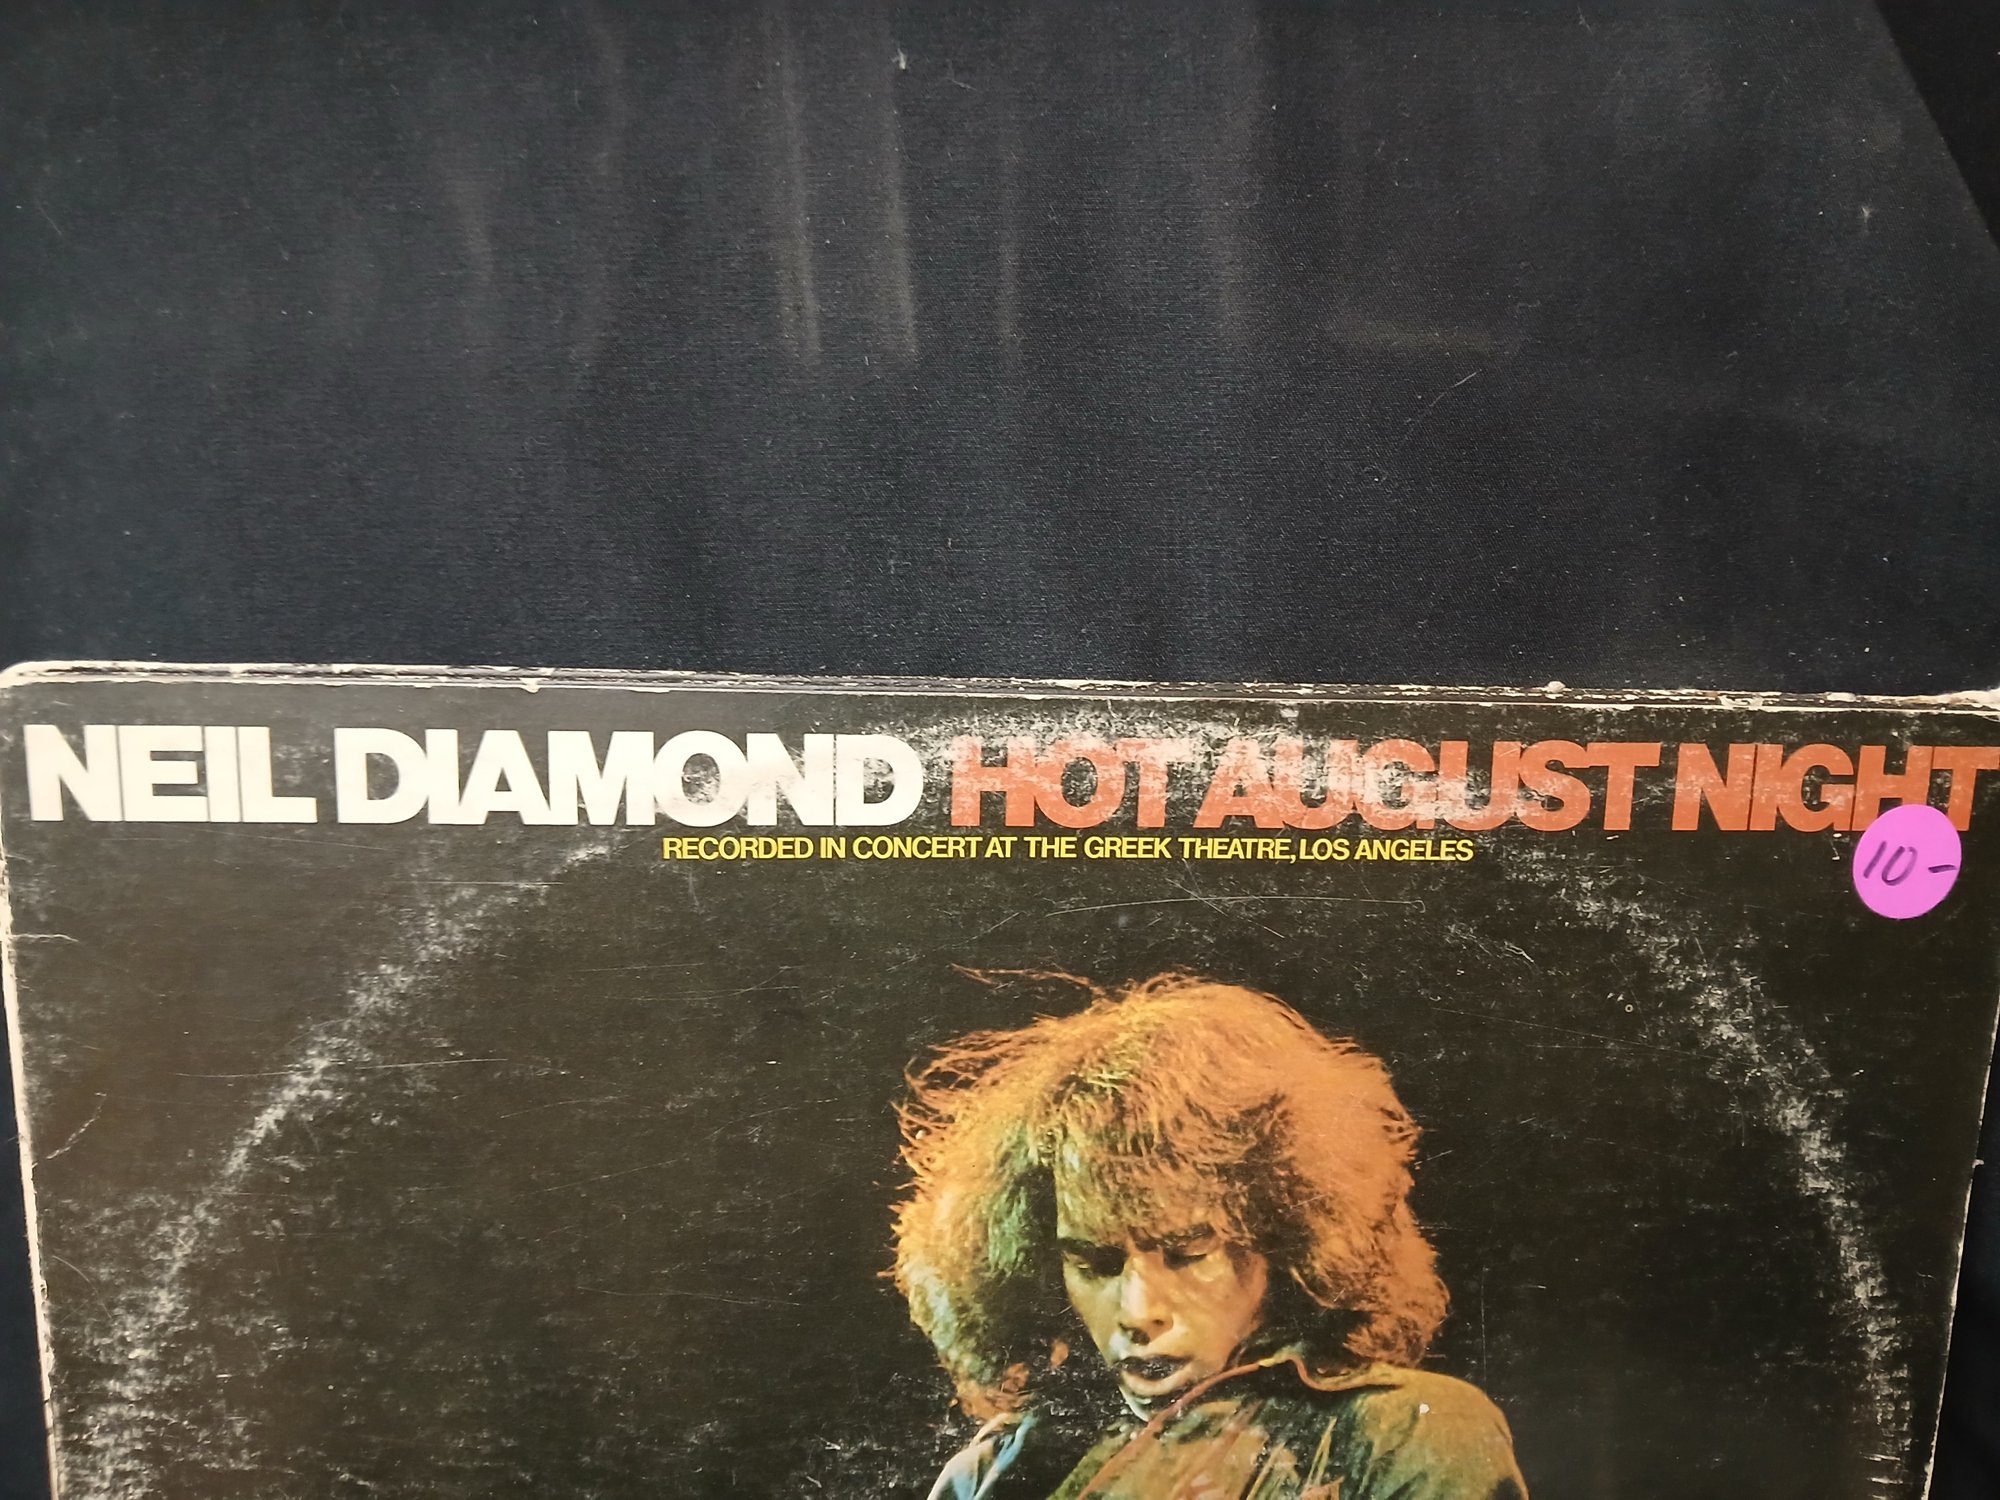 NEIL DIAMOND HOT AUGUST NIGHT
RECORDED IN CONCERT AT THE GREEK THEATRE, LOS ANGELES
10-